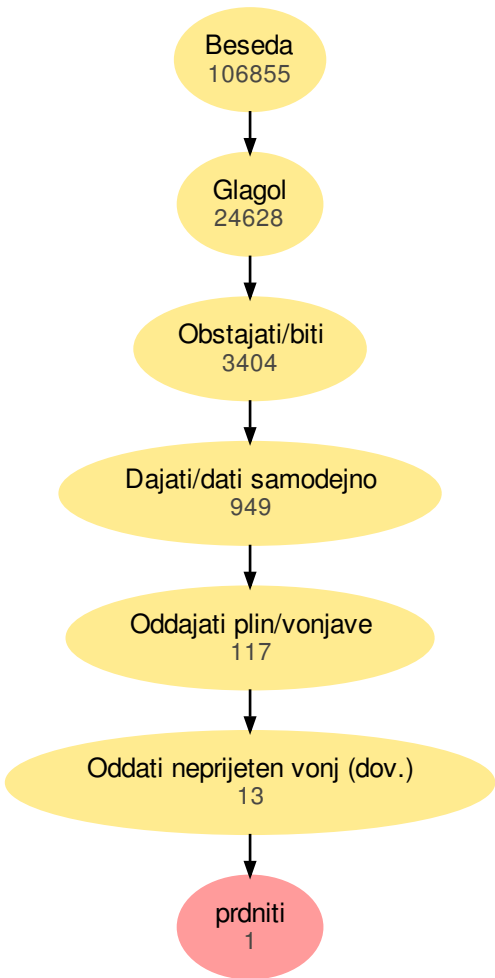 Beseda
106855
Glagol
24628
Obstajati/biti
3404
Dajati/dati samodejno
949
Oddajati plin/vonjave
117
Oddati neprijeten vonj (dov.)
13
prdniti
1